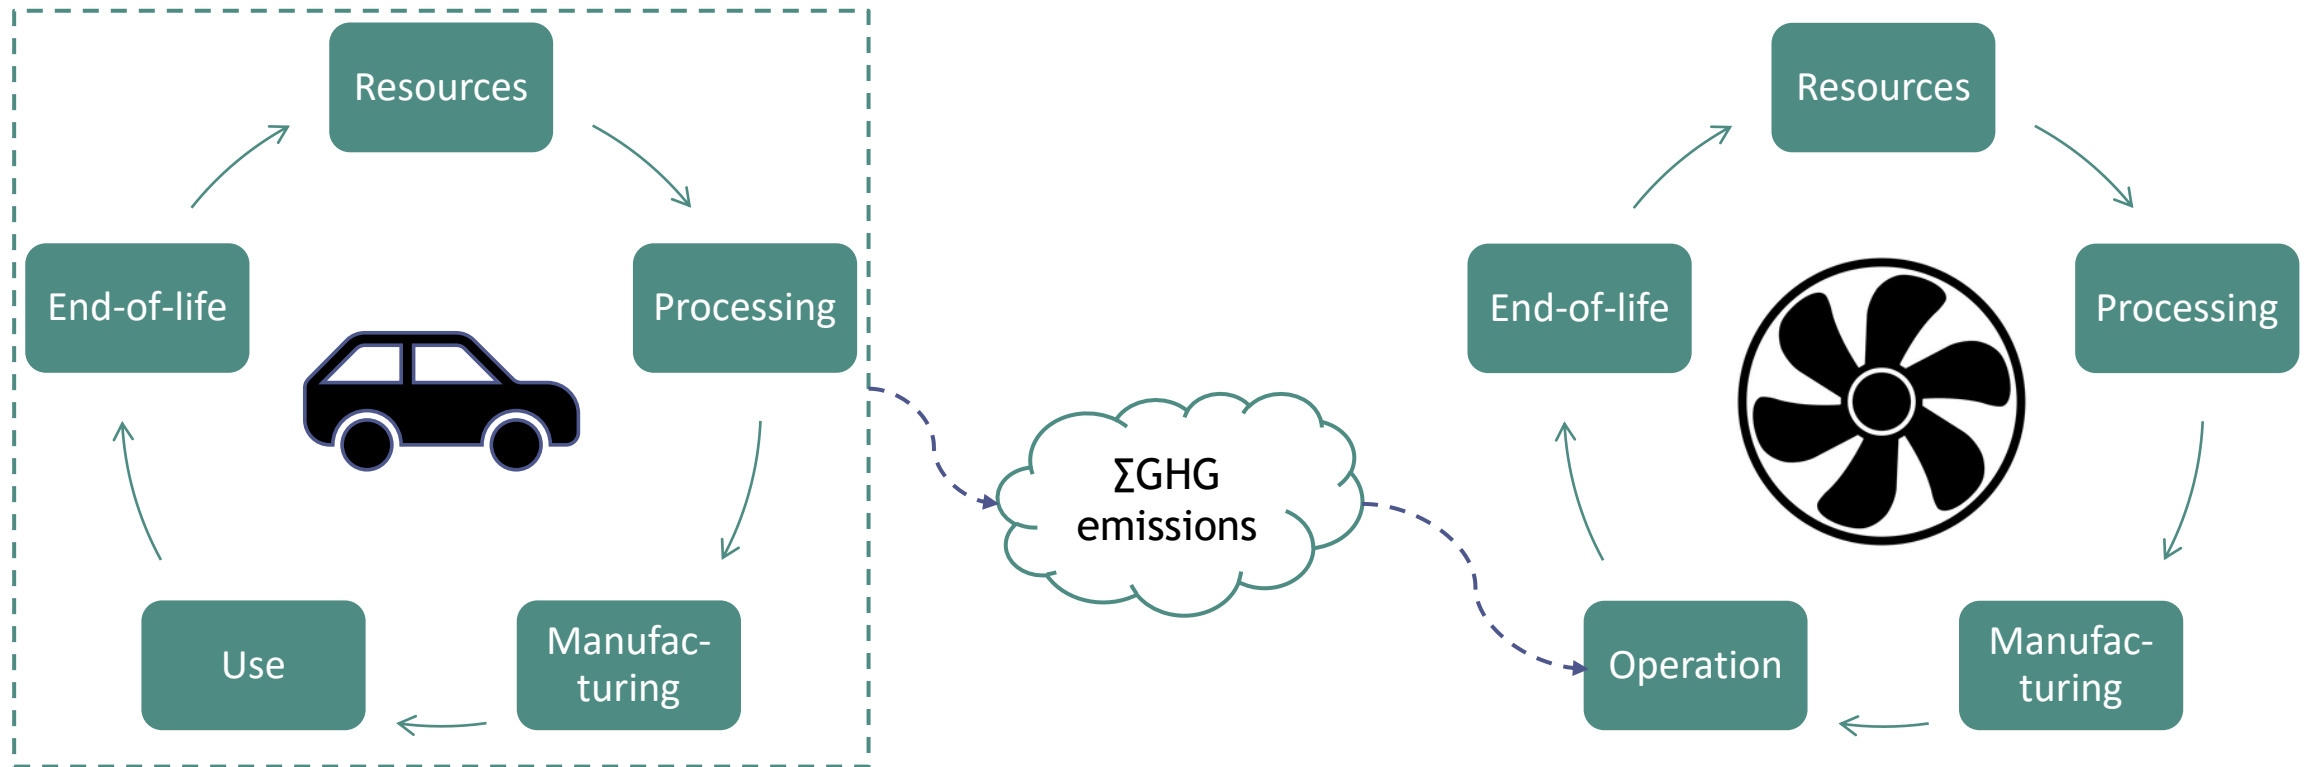 Resources
End-of-life
Processing
Use
Manufac-
turing
ΣGHG
emissions
Resources
End-of-life
Processing
Operation
Manufac-
turing